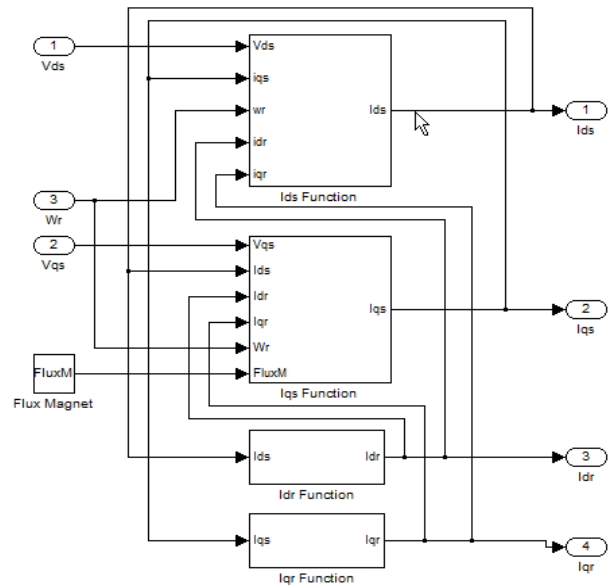 1
Vds
3
Wr
2
Vqs
FluxM
Flux Magnet
Vds
iqs
wr
idr
iqr
Ids
Ids Function
Vqs
Ids
Idr
Iqr
Wr
FluxM
Iqs
Iqs Function
Ids
Idr
Idr Function
Iqs
Iqr
Iqr Function
1
Ids
2
Iqs
3
Idr
4
Iqr